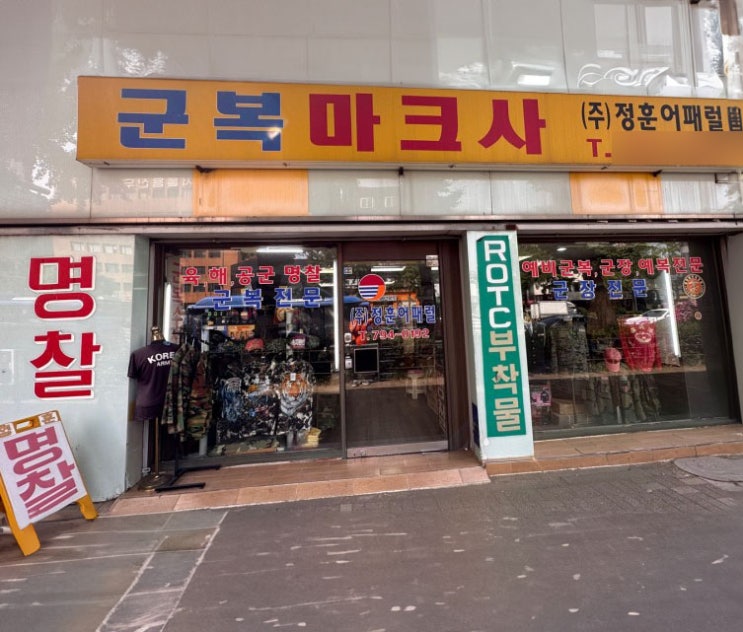 군복 마크사 (주)정훈어패럴
T.
명찰
육·해,공군 명찰
군복전문
(주)정훈어패럴
T.794-8492
ROTC부착물
예비군복,군장 예복전문
군장전문
KOREA
ARMY
명찰